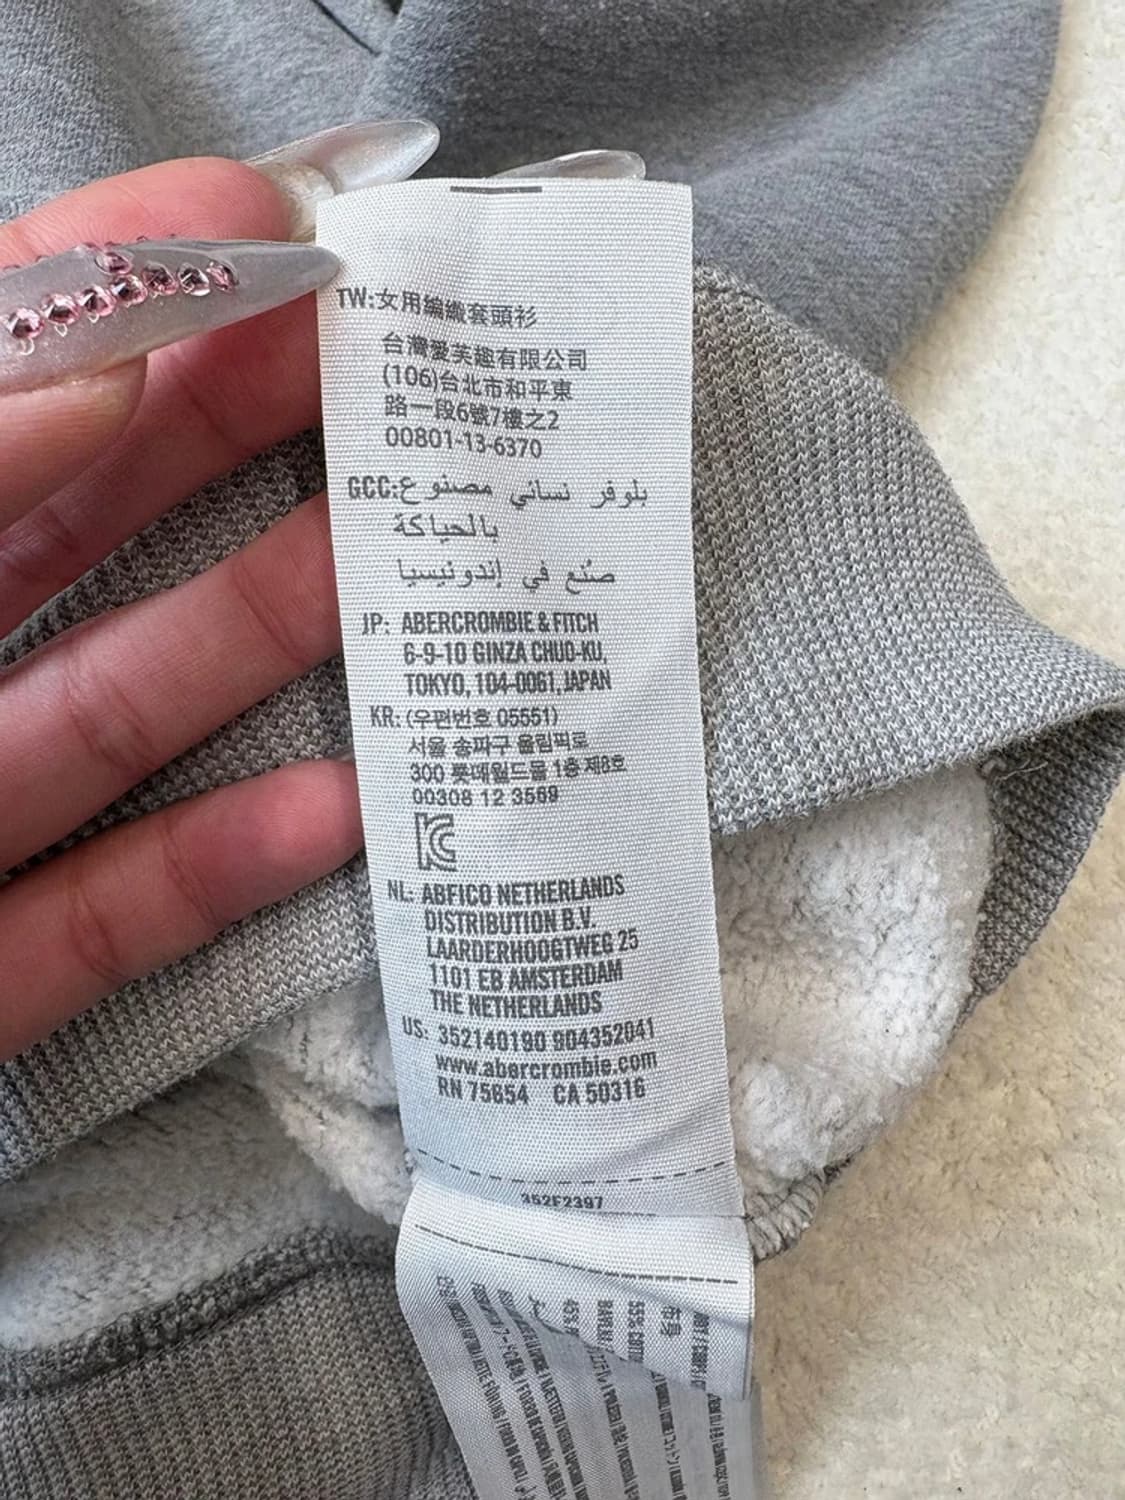 TW:女用編織套頭衫
台灣愛芙趣有限公司
(106)台北市和平東
路一段6號7樓之2
00801-13-6370
GCC: بلوفر نسائي مصنوع
بالحياكة
صُنع في إندونيسيا
JP: ABERCROMBIE & FITCH
6-9-10 GINZA CHUO-KU,
TOKYO, 104-0061, JAPAN
KR: (우편번호 05551)
서울 송파구 올림픽로
300 롯데월드몰 1층 제8호
00308 12 3569
NL: ABFICO NETHERLANDS
DISTRIBUTION B.V.
LAARDERHOOGTWEG 25
1101 EB AMSTERDAM
THE NETHERLANDS
US: 352140190 904352041
www.abercrombie.com
RN 75654 CA 50316
352F2397